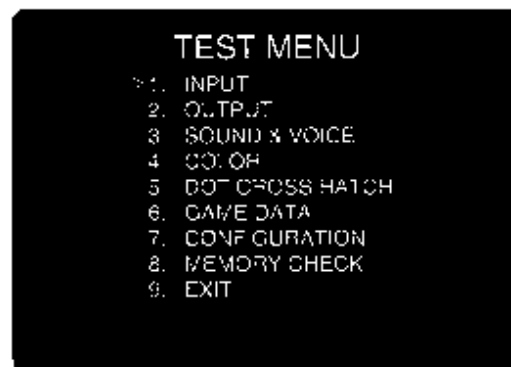 TEST MENU
>1. INPUT
2. OUTPUT
3 SOUND & VOICE
4 COLOR
5 DOT CROSS HATCH
6. GAME DATA
7. CONFIGURATION
8. MEMORY CHECK
9. EXIT